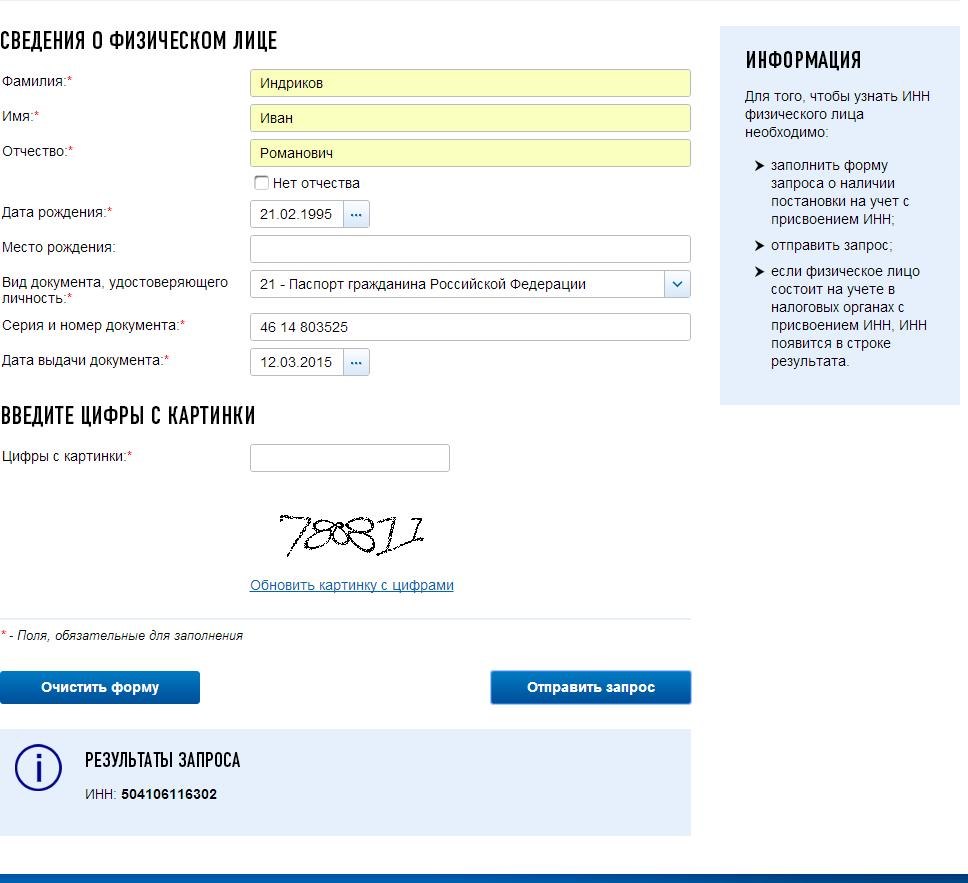 СВЕДЕНИЯ О ФИЗИЧЕСКОМ ЛИЦЕ
Фамилия:*
Индриков
Имя:*
Иван
Отчество:*
Романович
Нет отчества
Дата рождения:*
21.02.1995
...
Место рождения:
Вид документа, удостоверяющего
личность:*
21 - Паспорт гражданина Российской Федерации
Серия и номер документа:*
46 14 803525
Дата выдачи документа:*
12.03.2015
...
ВВЕДИТЕ ЦИФРЫ С КАРТИНКИ
Цифры с картинки:*
Обновить картинку с цифрами
* - Поля, обязательные для заполнения
Очистить форму
Отправить запрос
РЕЗУЛЬТАТЫ ЗАПРОСА
ИНН: 504106116302
ИНФОРМАЦИЯ
Для того, чтобы узнать ИНН
физического лица
необходимо:
заполнить форму
запроса о наличии
постановки на учет с
присвоением ИНН;
отправить запрос;
если физическое лицо
состоит на учете в
налоговых органах с
присвоением ИНН, ИНН
появится в строке
результата.